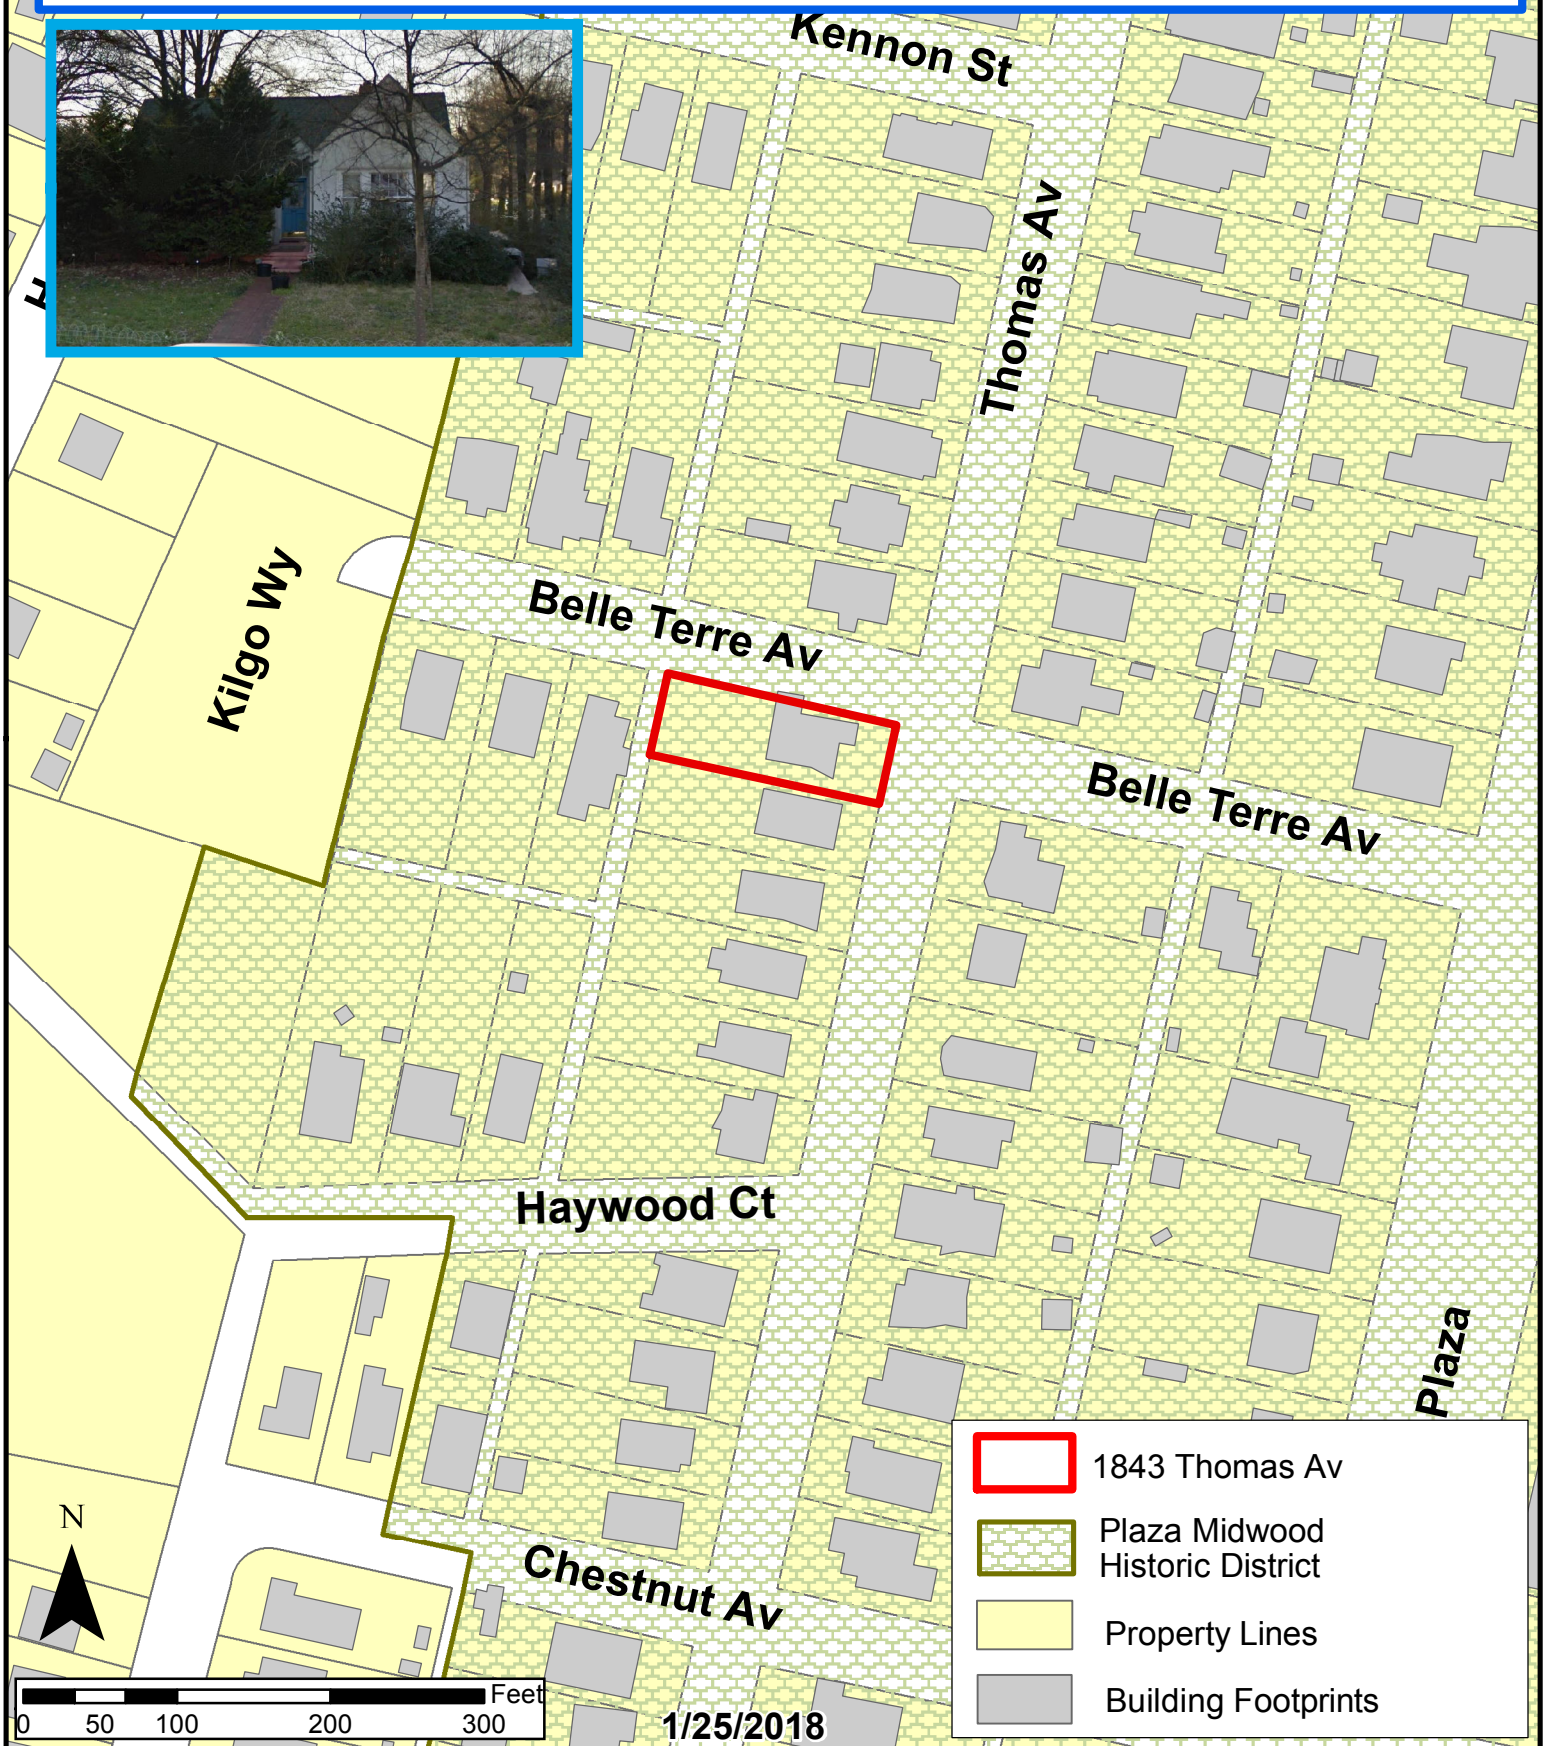 Kennon St
Thomas Av
Belle Terre Av
Kilgo Wy
Belle Terre Av
Haywood Ct
Plaza
1843 Thomas Av
Plaza Midwood
Historic District
Property Lines
Building Footprints
N
Chestnut Av
Feet
0 50 100 200 300
1/25/2018